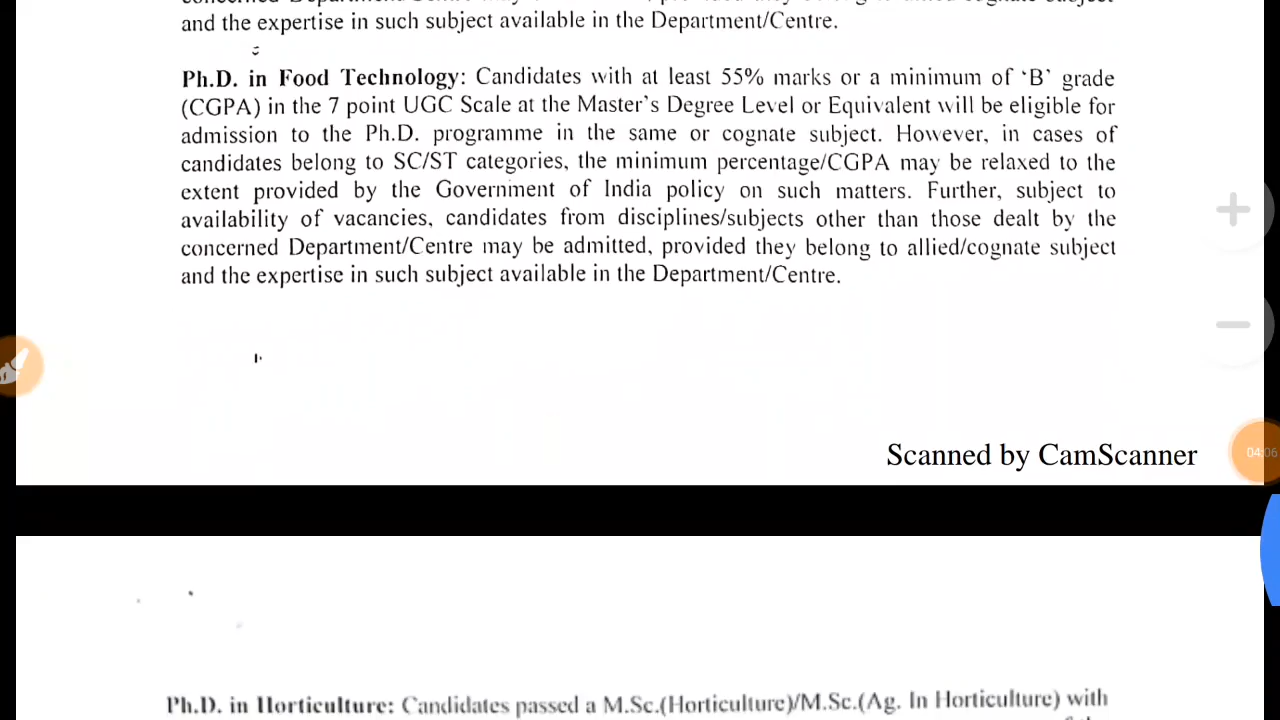 and the expertise in such subject available in the Department/Centre.
Ph.D. in Food Technology: Candidates with at least 55% marks or a minimum of 'B' grade
(CGPA) in the 7 point UGC Scale at the Master's Degree Level or Equivalent will be eligible for
admission to the Ph.D. programme in the same or cognate subject. However, in cases of
candidates belong to SC/ST categories, the minimum percentage/CGPA may be relaxed to the
extent provided by the Government of India policy on such matters. Further, subject to
availability of vacancies, candidates from disciplines/subjects other than those dealt by the
concerned Department/Centre may be admitted, provided they belong to allied/cognate subject
and the expertise in such subject available in the Department/Centre.
Scanned by CamScanner
04:06
Ph.D. in Horticulture: Candidates passed a M.Sc.(Horticulture)/M.Sc.(Ag. In Horticulture) with